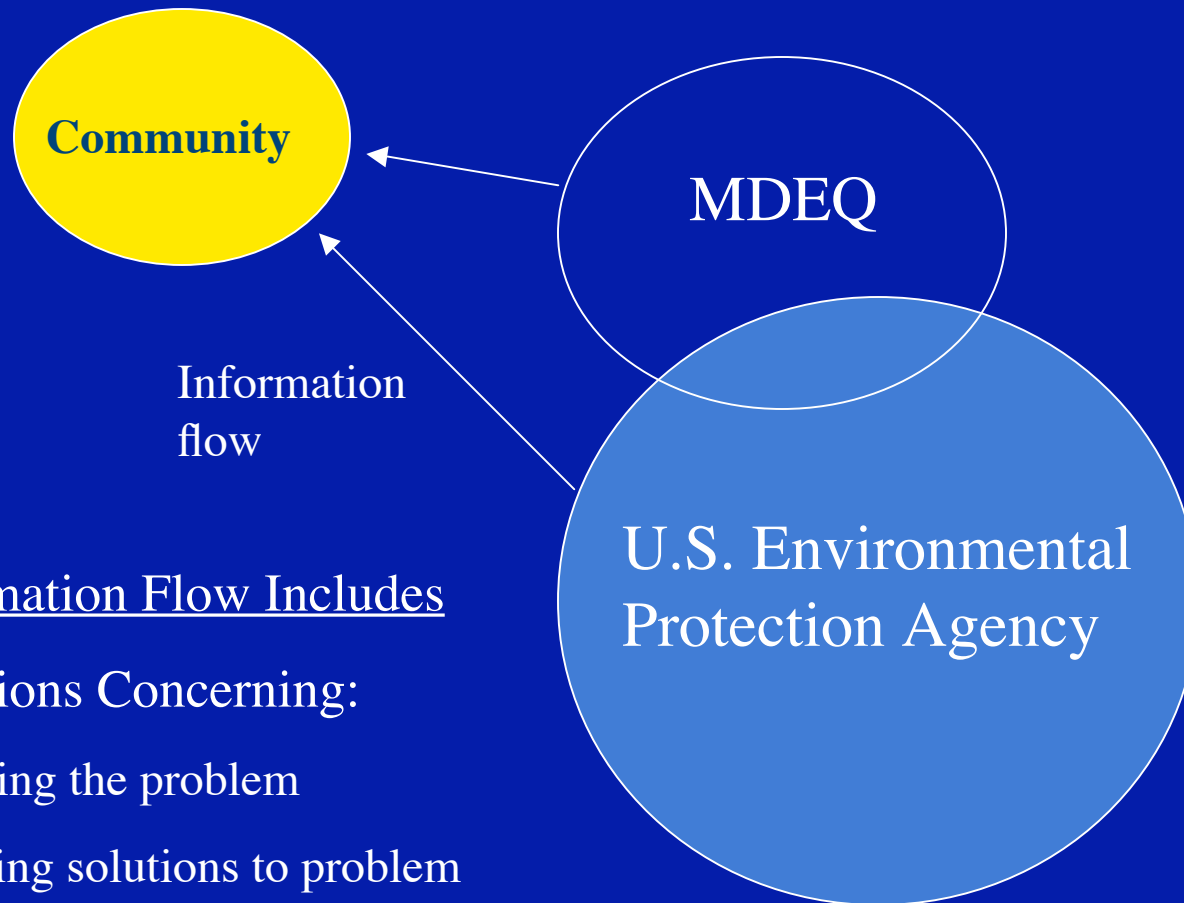 Community
MDEQ
Information
flow
U.S. Environmental
Protection Agency
mation Flow Includes
ions Concerning:
ing the problem
ing solutions to problem